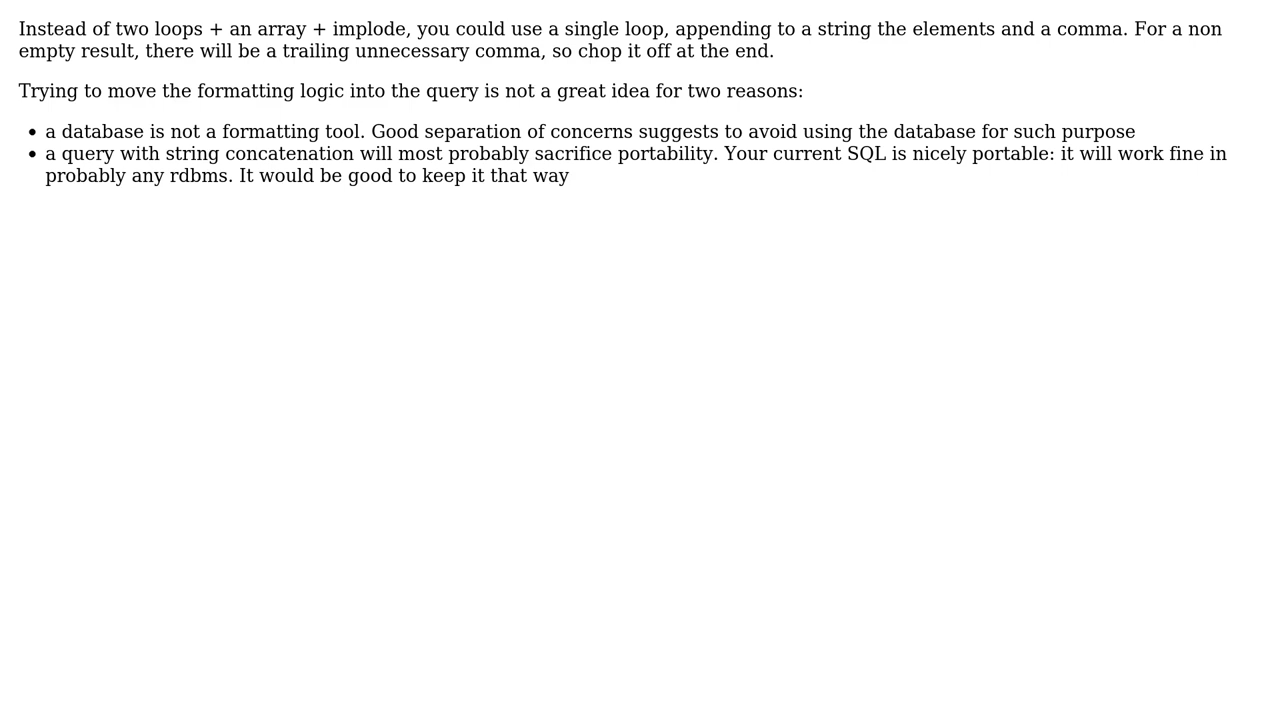 Instead of two loops + an array + implode, you could use a single loop, appending to a string the elements and a comma. For a non
empty result, there will be a trailing unnecessary comma, so chop it off at the end.
Trying to move the formatting logic into the query is not a great idea for two reasons:
• a database is not a formatting tool. Good separation of concerns suggests to avoid using the database for such purpose
• a query with string concatenation will most probably sacrifice portability. Your current SQL is nicely portable: it will work fine in
probably any rdbms. It would be good to keep it that way